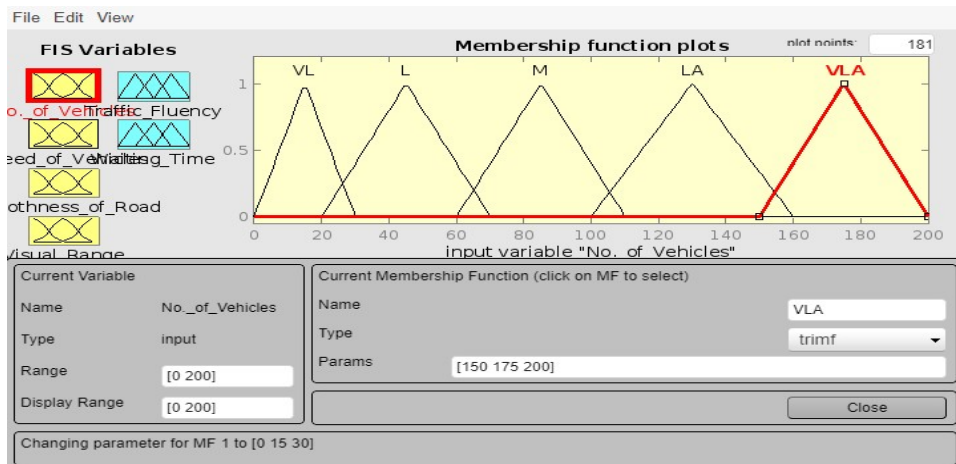 File Edit View
FIS Variables
Membership function plots
plot points: 181
VL L M LA VLA
1
0.5
0
0 20 40 60 80 100 120 140 160 180 200
input variable "No. of Vehicles"
o._of_Vehicles
Traffic_Fluency
eed_of_Vehicles
Waiting_Time
othness_of_Road
Visual_Range
Current Variable
Name No._of_Vehicles
Type input
Range [0 200]
Display Range [0 200]
Current Membership Function (click on MF to select)
Name VLA
Type trimf
Params [150 175 200]
Close
Changing parameter for MF 1 to [0 15 30]